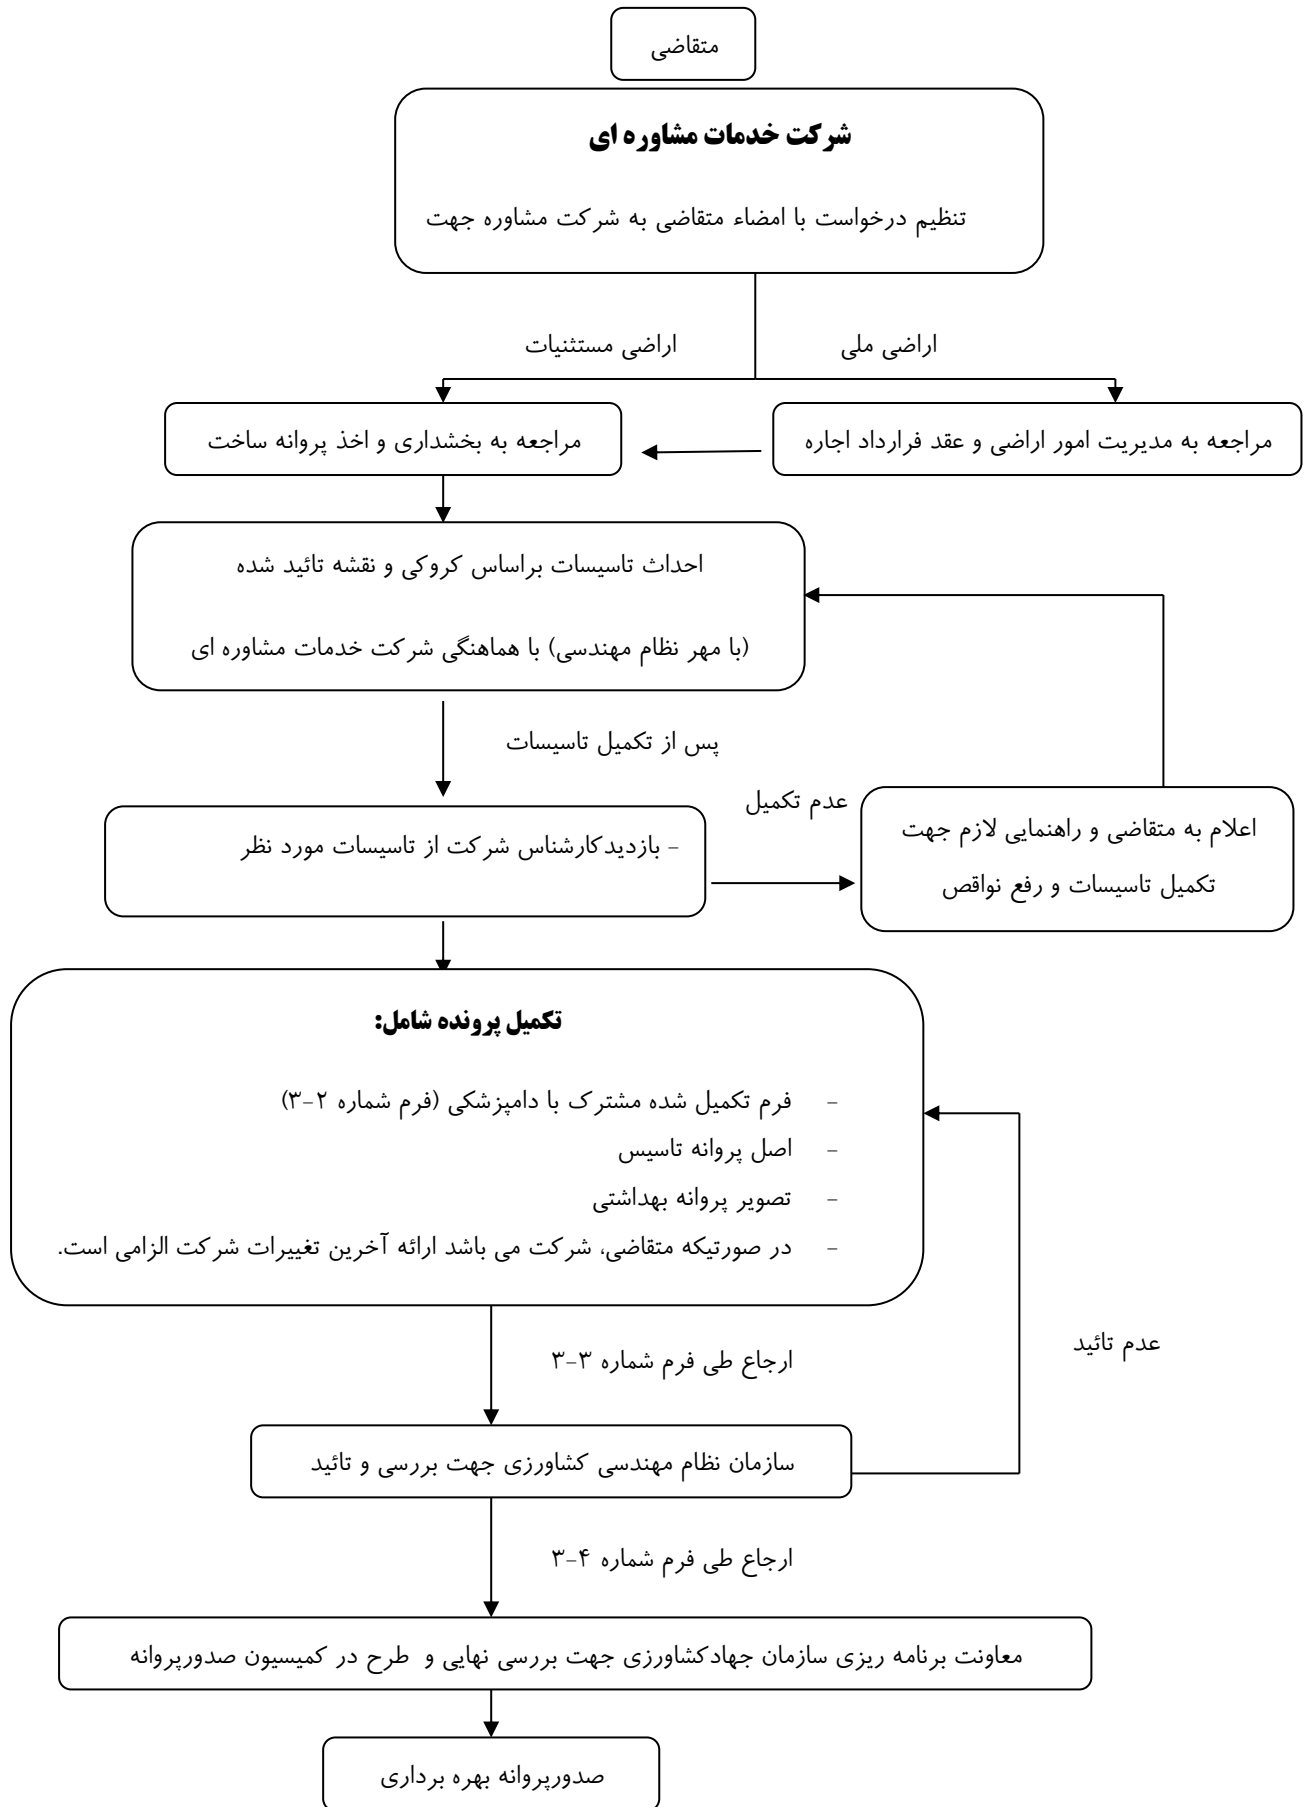 متقاضی
شرکت خدمات مشاوره ای
تنظیم درخواست با امضاء متقاضی به شرکت مشاوره جهت
اراضی ملی
اراضی مستثنیات
مراجعه به مدیریت امور اراضی و عقد فرارداد اجاره
مراجعه به بخشداری و اخذ پروانه ساخت
احداث تاسیسات براساس کروکی و نقشه تائید شده
(با مهر نظام مهندسی) با هماهنگی شرکت خدمات مشاوره ای
پس از تکمیل تاسیسات
عدم تکمیل
اعلام به متقاضی و راهنمایی لازم جهت
تکمیل تاسیسات و رفع نواقص
- بازدیدکارشناس شرکت از تاسیسات مورد نظر
تکمیل پرونده شامل:
- فرم تکمیل شده مشترک با دامپزشکی (فرم شماره ۲-۳)
- اصل پروانه تاسیس
- تصویر پروانه بهداشتی
- در صورتیکه متقاضی، شرکت می باشد ارائه آخرین تغییرات شرکت الزامی است.
ارجاع طی فرم شماره ۳-۳
عدم تائید
سازمان نظام مهندسی کشاورزی جهت بررسی و تائید
ارجاع طی فرم شماره ۴-۳
معاونت برنامه ریزی سازمان جهادکشاورزی جهت بررسی نهایی و طرح در کمیسیون صدورپروانه
صدورپروانه بهره برداری